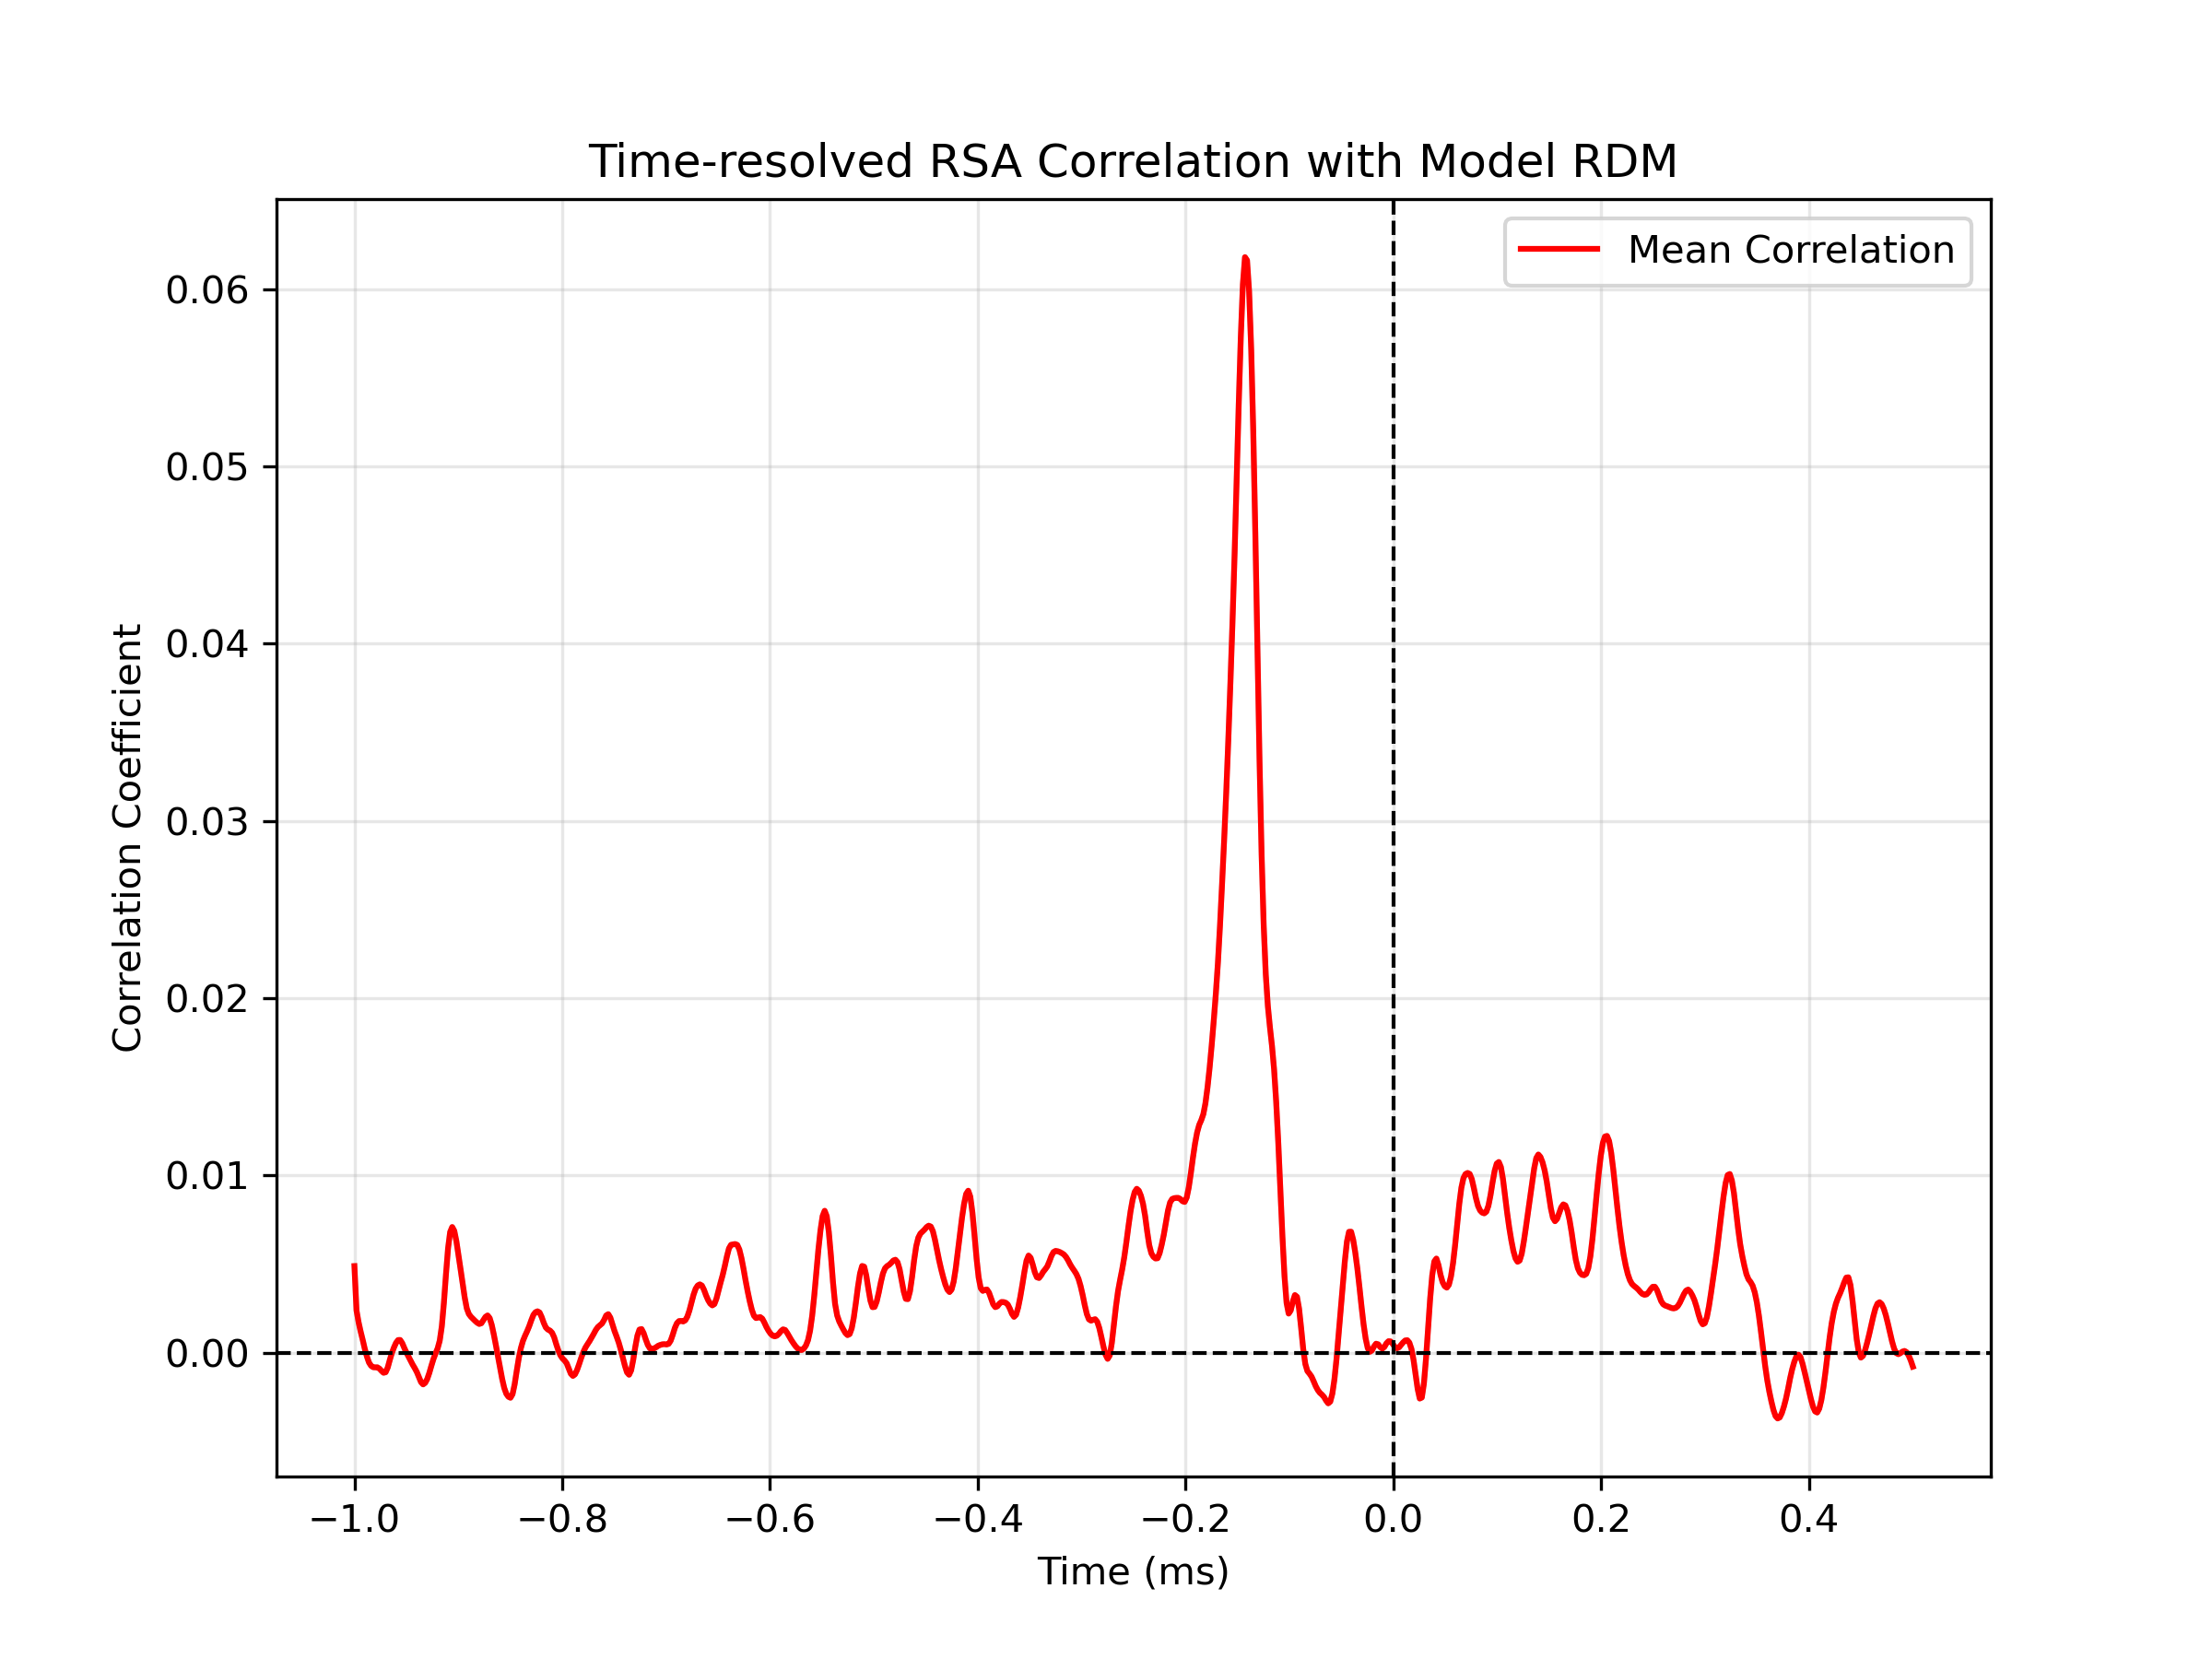 Time-resolved RSA Correlation with Model RDM
Mean Correlation
Correlation Coefficient
0.06
0.05
0.04
0.03
0.02
0.01
0.00
−1.0 −0.8 −0.6 −0.4 −0.2 0.0 0.2 0.4
Time (ms)